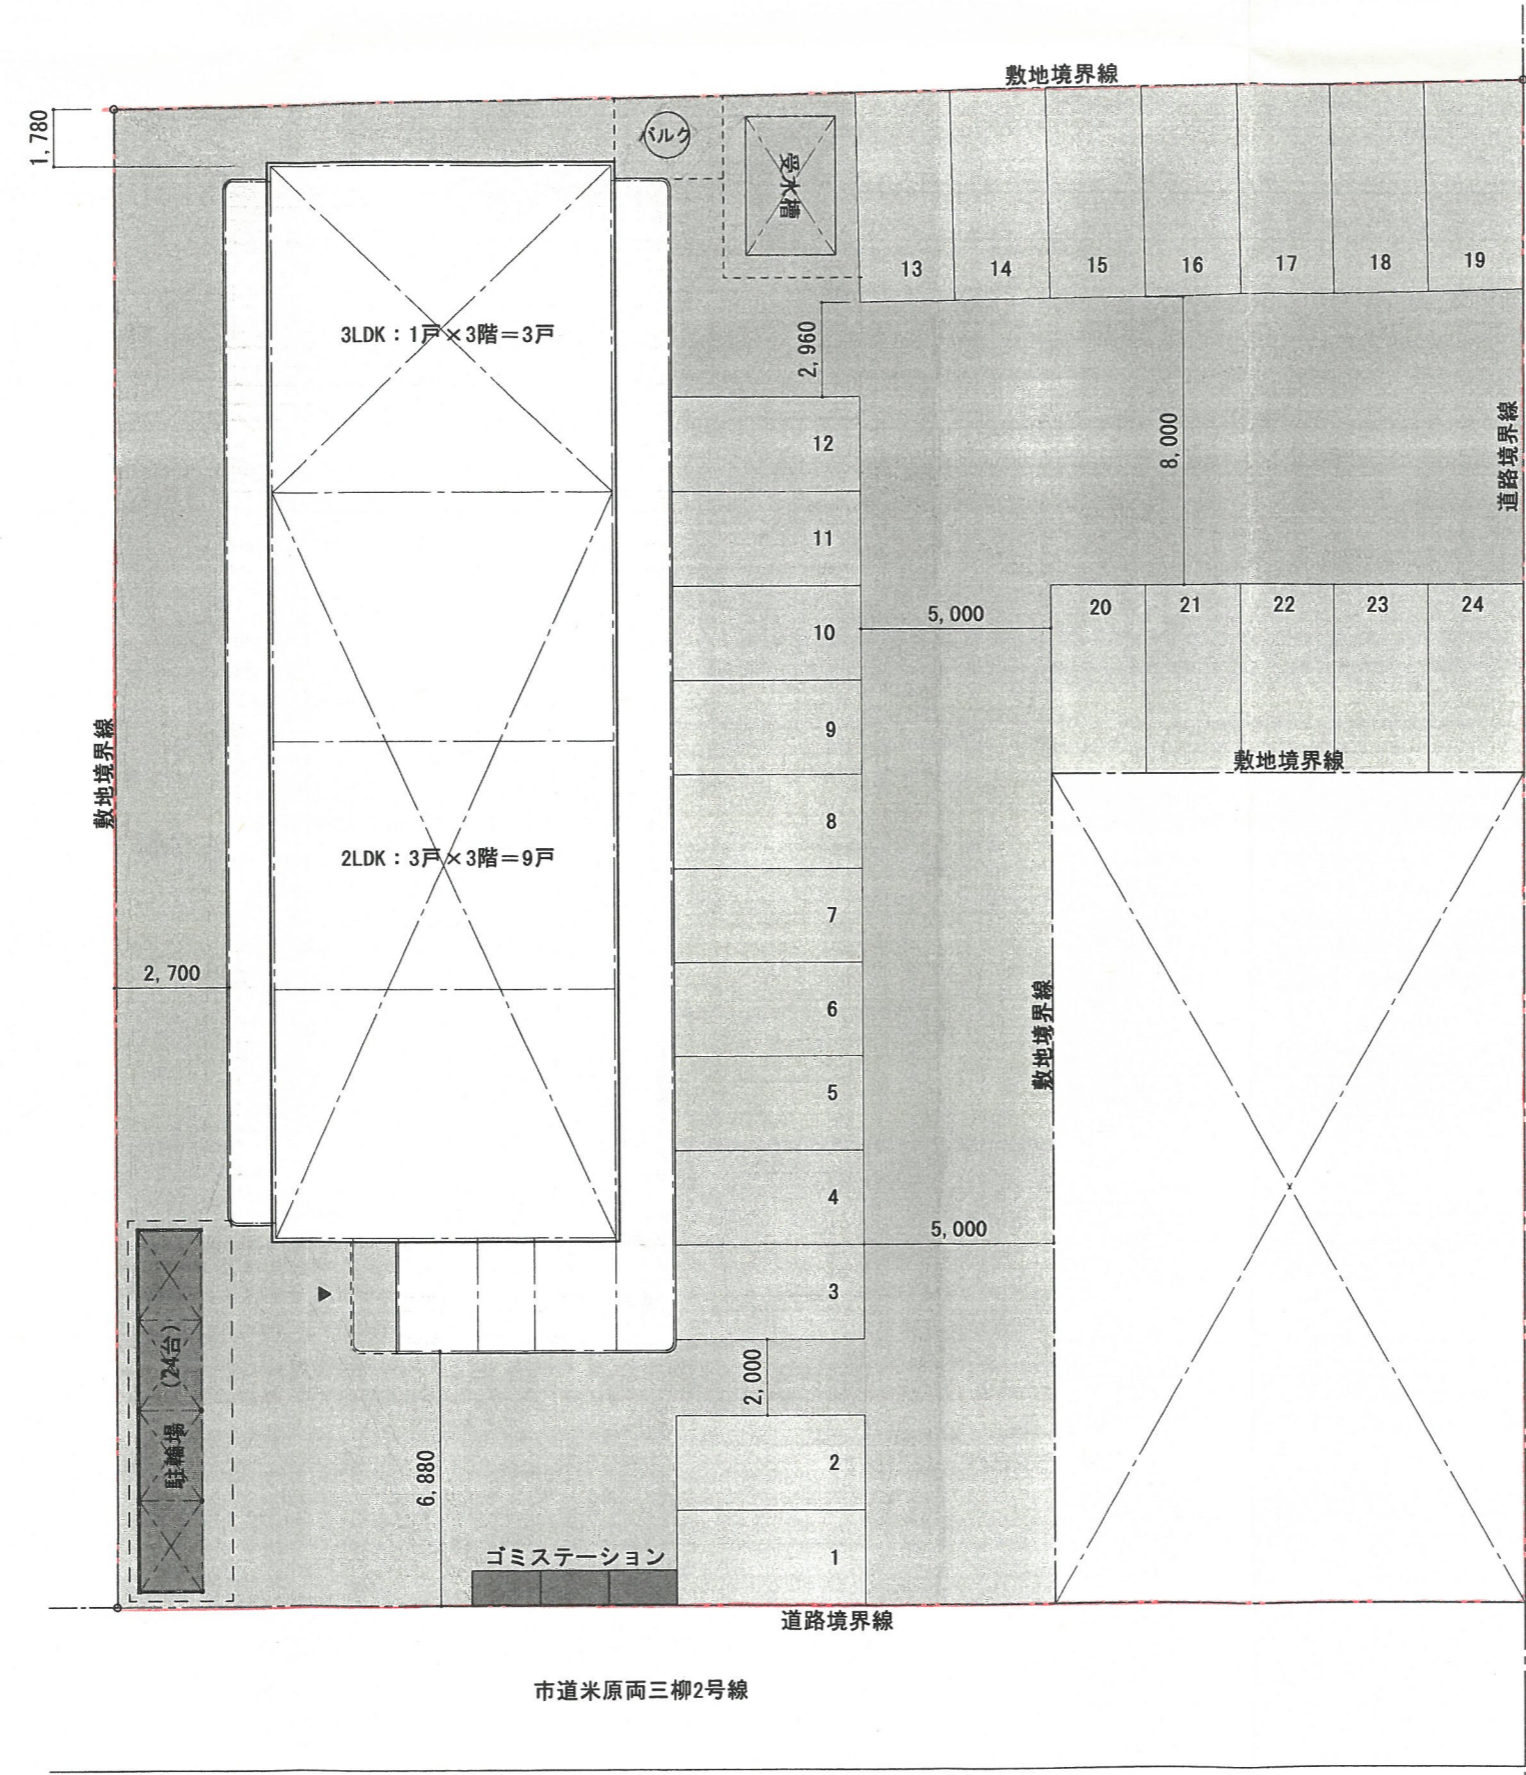 敷地境界線
1,780
バルク
受水槽
13
14
15
16
17
18
19
3LDK：1戸×3階＝3戸
2,960
8,000
道路境界線
12
11
10
5,000
20
21
22
23
24
9
敷地境界線
敷地境界線
8
2LDK：3戸×3階＝9戸
7
2,700
6
敷地境界線
5
4
5,000
3
駐輪場（24台）
2,000
6,880
2
ゴミステーション
1
道路境界線
市道米原両三柳2号線